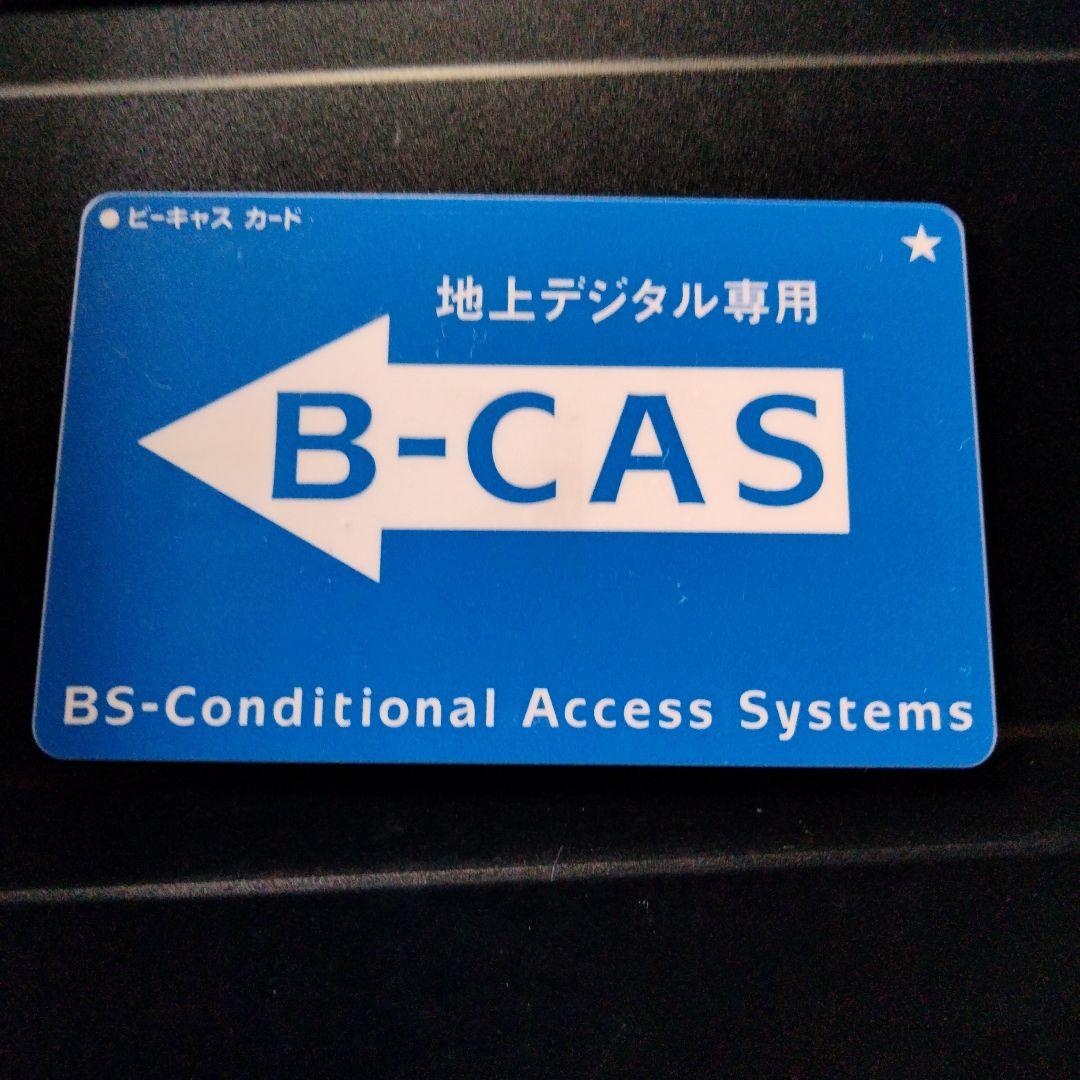 ●ビーキャス カード
★
地上デジタル専用
B-CAS
BS-Conditional Access Systems